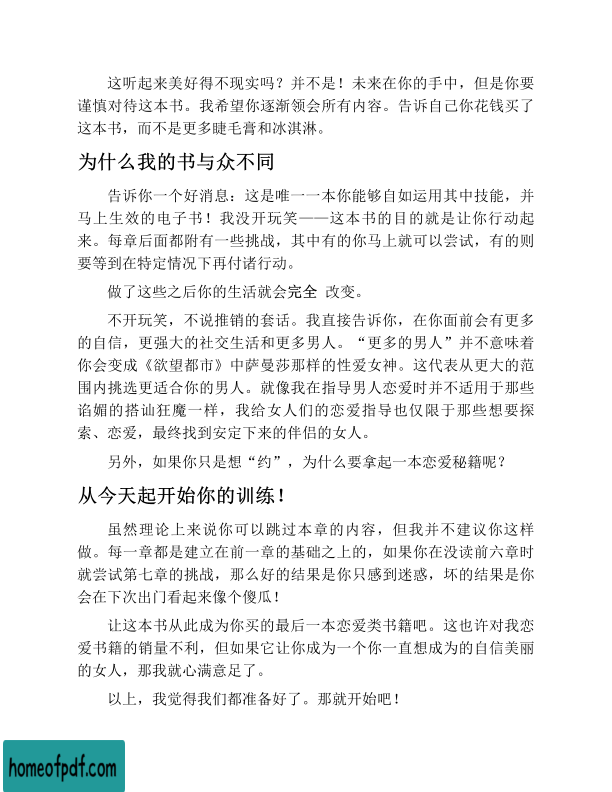 这听起来美好得不现实吗？并不是！未来在你的手中，但是你要
谨慎对待这本书。我希望你逐渐领会所有内容。告诉自己你花钱买了
这本书，而不是更多睫毛膏和冰淇淋。
为什么我的书与众不同
告诉你一个好消息：这是唯一一本你能够自如运用其中技能，并
马上生效的电子书！我没开玩笑——这本书的目的就是让你行动起
来。每章后面都附有一些挑战，其中有的你马上就可以尝试，有的则
要等到在特定情况下再付诸行动。
做了这些之后你的生活就会完全 改变。
不开玩笑，不说推销的套话。我直接告诉你，在你面前会有更多
的自信，更强大的社交生活和更多男人。“更多的男人”并不意味着
你会变成《欲望都市》中萨曼莎那样的性爱女神。这代表从更大的范
围内挑选更适合你的男人。就像我在指导男人恋爱时并不适用于那些
谄媚的搭讪狂魔一样，我给女人们的恋爱指导也仅限于那些想要探
索、恋爱，最终找到安定下来的伴侣的女人。
另外，如果你只是想“约”，为什么要拿起一本恋爱秘籍呢？
从今天起开始你的训练！
虽然理论上来说你可以跳过本章的内容，但我并不建议你这样
做。每一章都是建立在前一章的基础之上的，如果你在没读前六章时
就尝试第七章的挑战，那么好的结果是你只感到迷惑，坏的结果是你
会在下次出门看起来像个傻瓜！
让这本书从此成为你买的最后一本恋爱类书籍吧。这也许对我恋
爱书籍的销量不利，但如果它让你成为一个你一直想成为的自信美丽
的女人，那我就心满意足了。
以上，我觉得我们都准备好了。那就开始吧！
homeofpdf.com